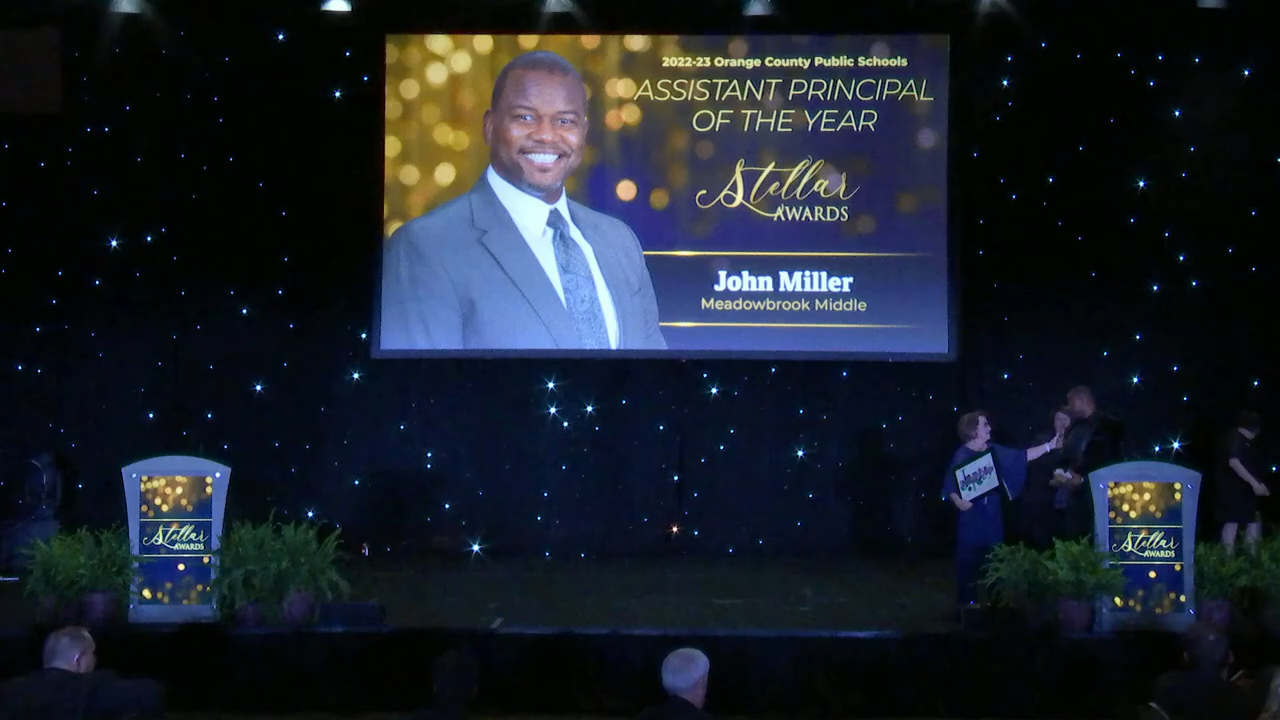 2022-23 Orange County Public Schools
ASSISTANT PRINCIPAL
OF THE YEAR
Stellar
AWARDS
John Miller
Meadowbrook Middle
Stellar
AWARDS
Stellar
AWARDS